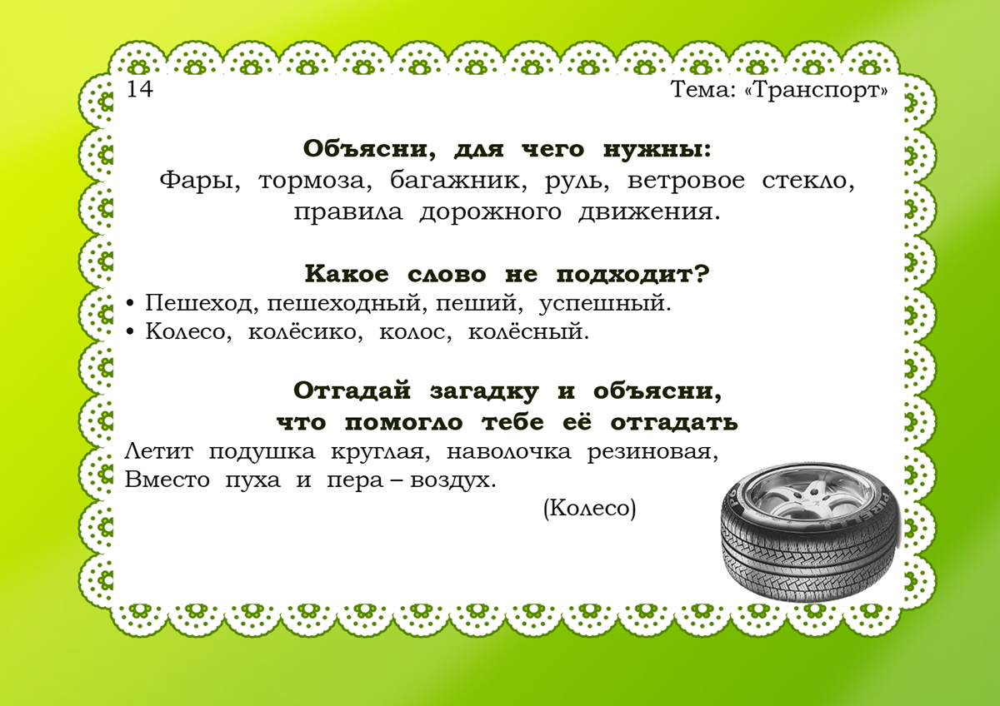 14
Тема: «Транспорт»
Объясни, для чего нужны:
Фары, тормоза, багажник, руль, ветровое стекло,
правила дорожного движения.
Какое слово не подходит?
• Пешеход, пешеходный, пеший, успешный.
• Колесо, колёсико, колос, колёсный.
Отгадай загадку и объясни,
что помогло тебе её отгадать
Летит подушка круглая, наволочка резиновая,
Вместо пуха и пера – воздух.
(Колесо)
PIRELLI
P6